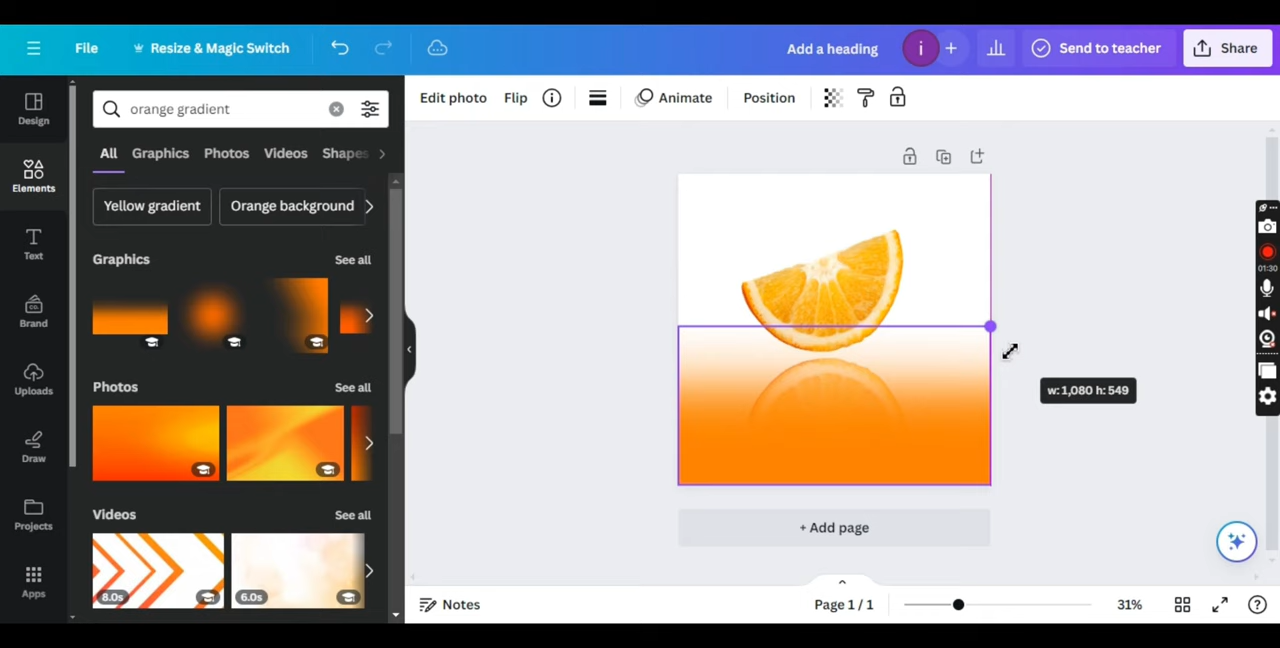 File
Resize & Magic Switch
Add a heading
i
Send to teacher
Share
Design
Elements
Text
Brand
Uploads
Draw
Projects
Apps
orange gradient
All
Graphics
Photos
Videos
Shapes
Yellow gradient
Orange background
Graphics
See all
Photos
See all
Videos
See all
8.0s
6.0s
Edit photo
Flip
Animate
Position
w: 1,080 h: 549
+ Add page
Notes
Page 1 / 1
31%
01:30